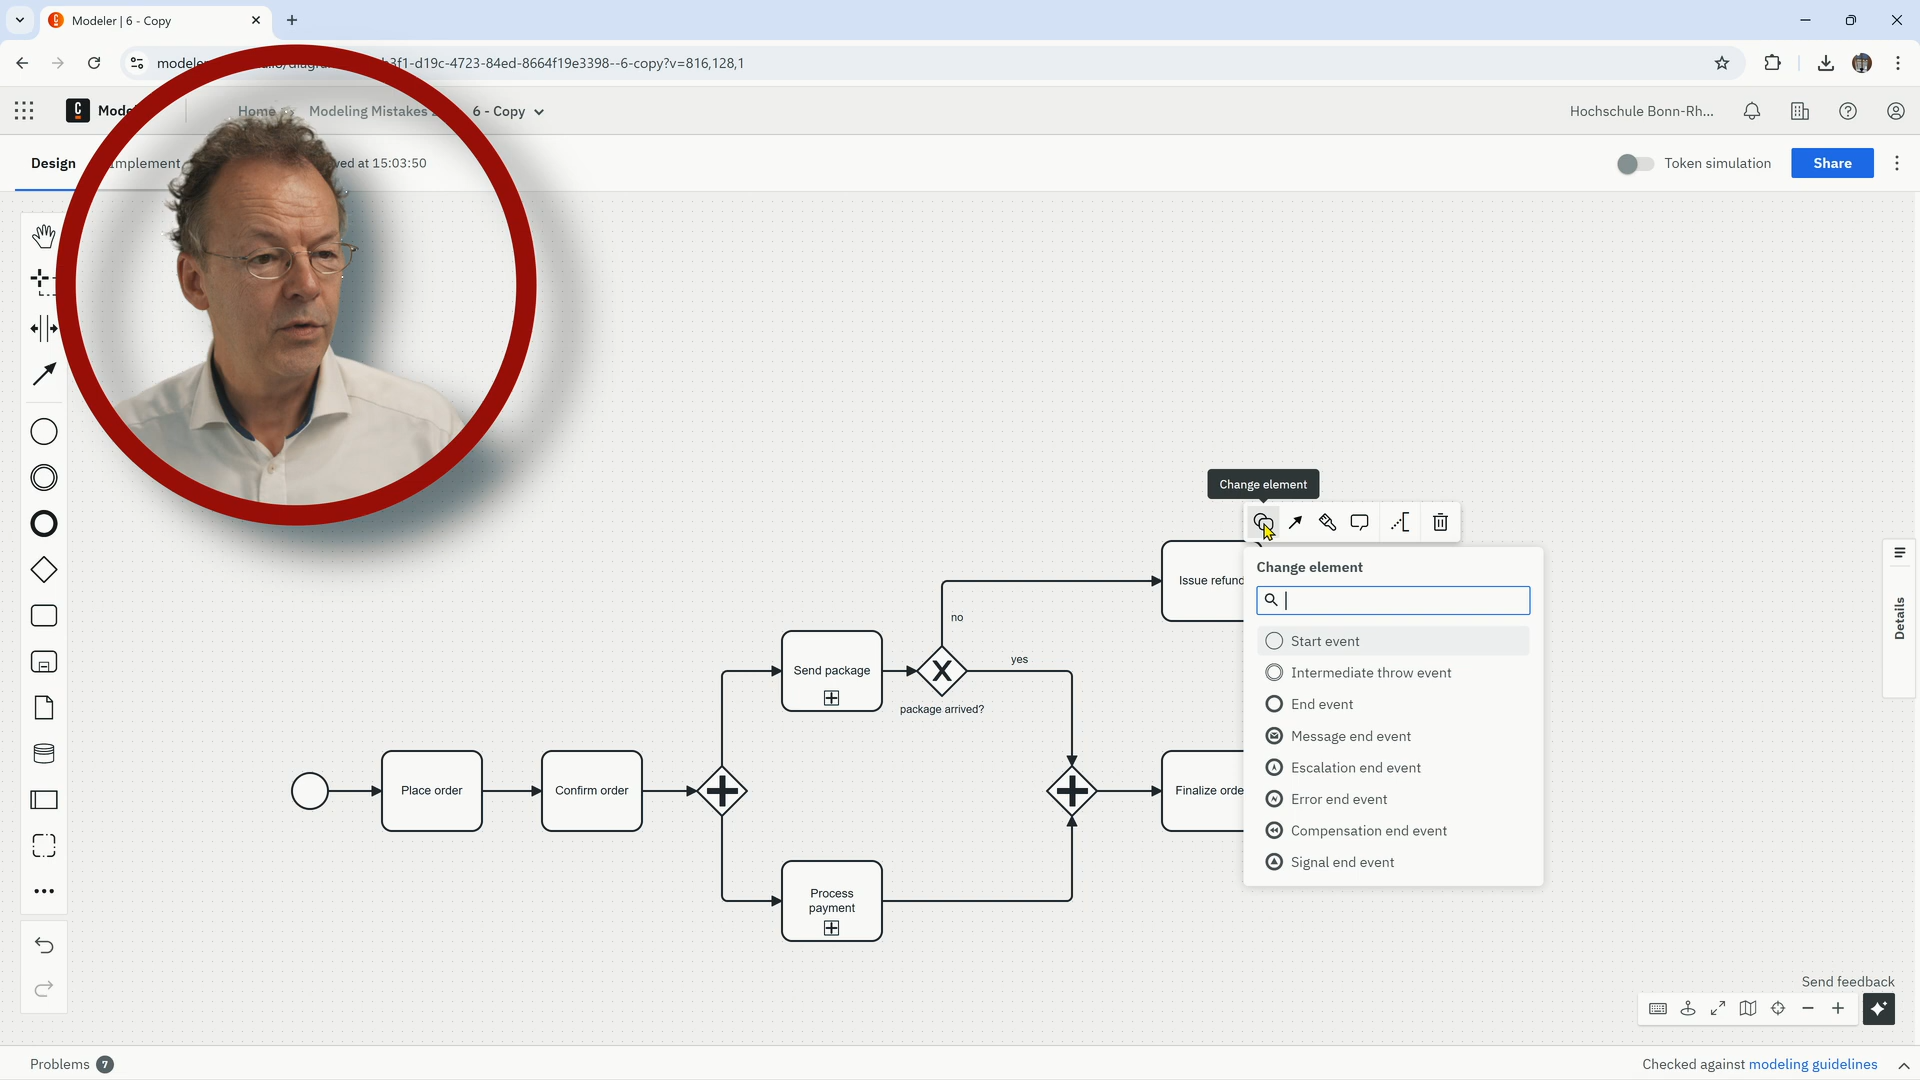 Modeler | 6 - Copy
3f1-d19c-4723-84ed-8664f19e3398--6-copy?v=816,128,1
Home
Modeling Mistakes
6 - Copy
Hochschule Bonn-Rh...
Design
Implement
ved at 15:03:50
Token simulation
Share
Change element
Change element
Issue refund
Start event
no
Intermediate throw event
yes
Send package
End event
package arrived?
Message end event
Escalation end event
Place order
Confirm order
Finalize orde
Error end event
Compensation end event
Signal end event
Process
payment
Details
Send feedback
Problems 7
Checked against modeling guidelines